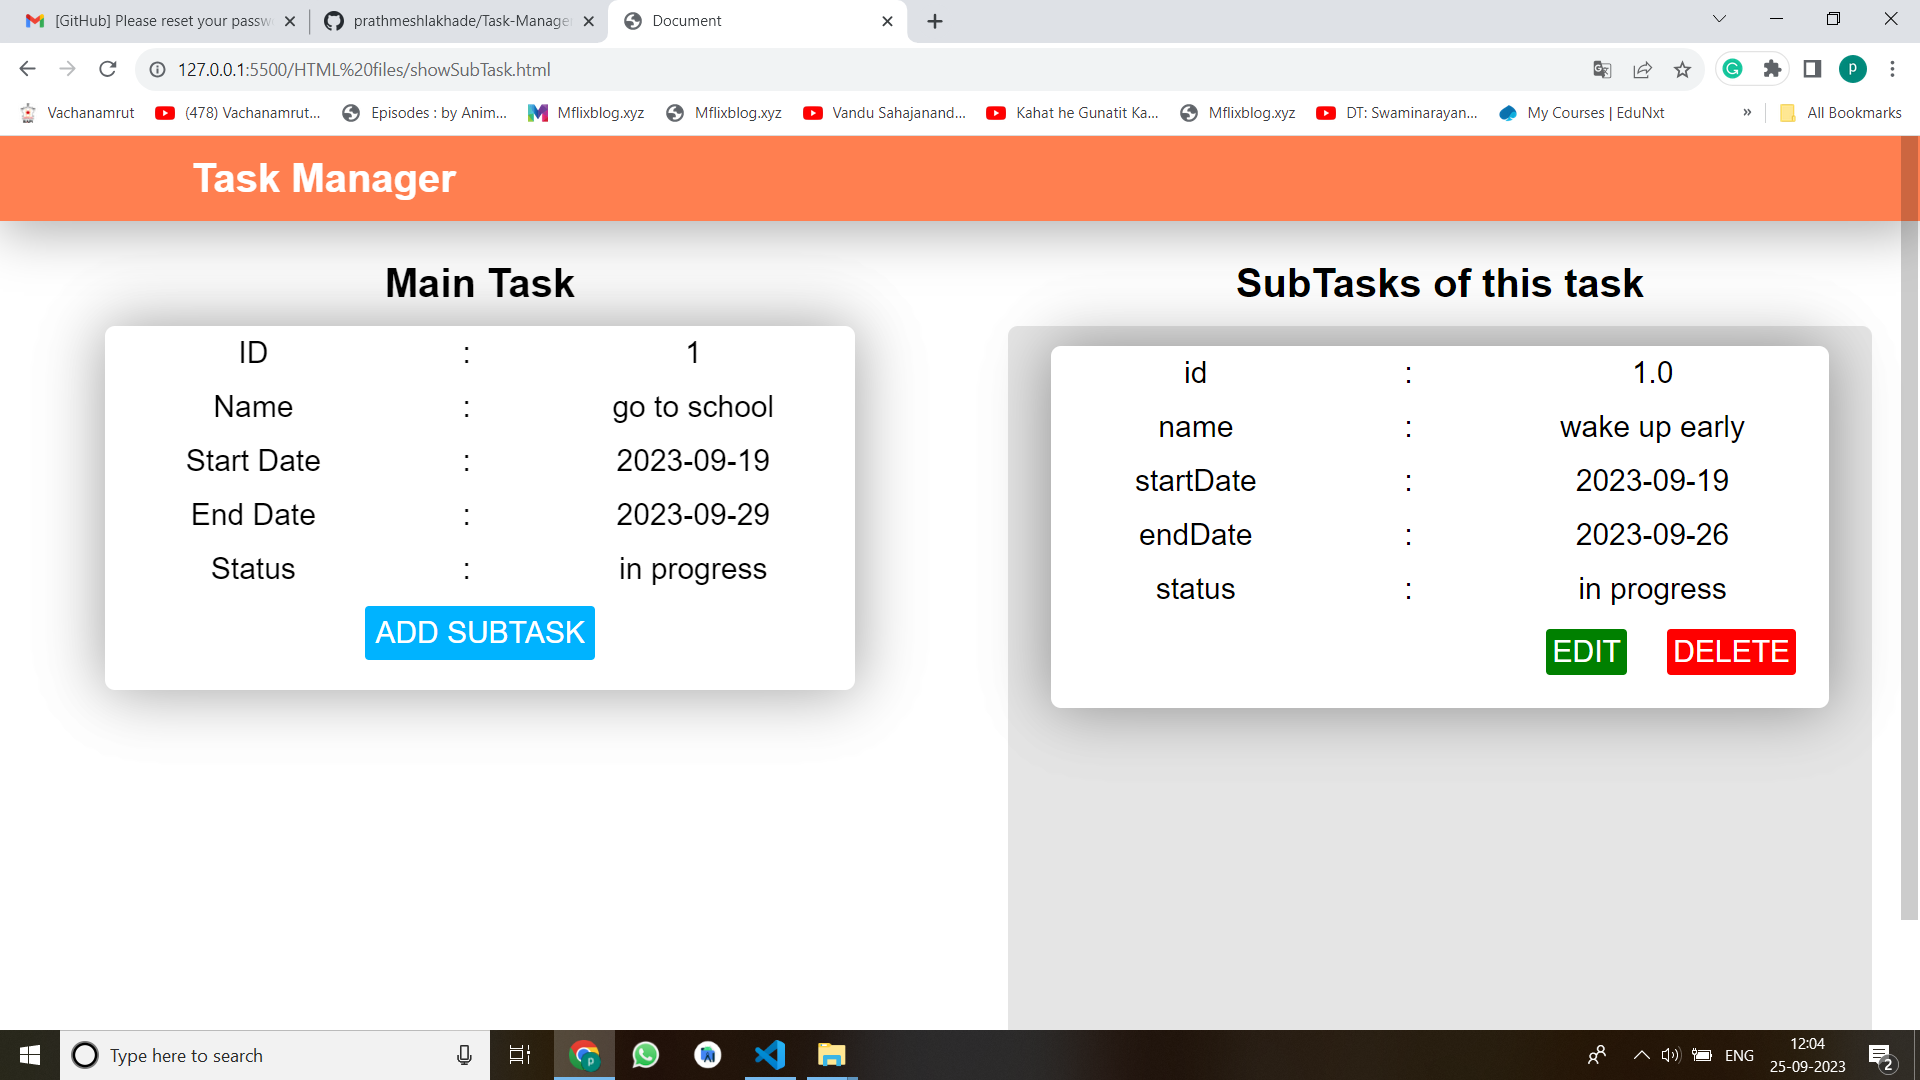 [GitHub] Please reset your passw
prathmeshlakhade/Task-Manage
Document
127.0.0.1:5500/HTML%20files/showSubTask.html
P
Vachanamrut
(478) Vachanamrut...
Episodes : by Anim...
Mflixblog.xyz
Mflixblog.xyz
Vandu Sahajanand...
Kahat he Gunatit Ka...
Mflixblog.xyz
DT: Swaminarayan...
My Courses | EduNxt
»
All Bookmarks
Task Manager
Main Task
ID : 1
Name : go to school
Start Date : 2023-09-19
End Date : 2023-09-29
Status : in progress
ADD SUBTASK
SubTasks of this task
id : 1.0
name : wake up early
startDate : 2023-09-19
endDate : 2023-09-26
status : in progress
EDIT DELETE
Type here to search
ENG
12:04
25-09-2023
2